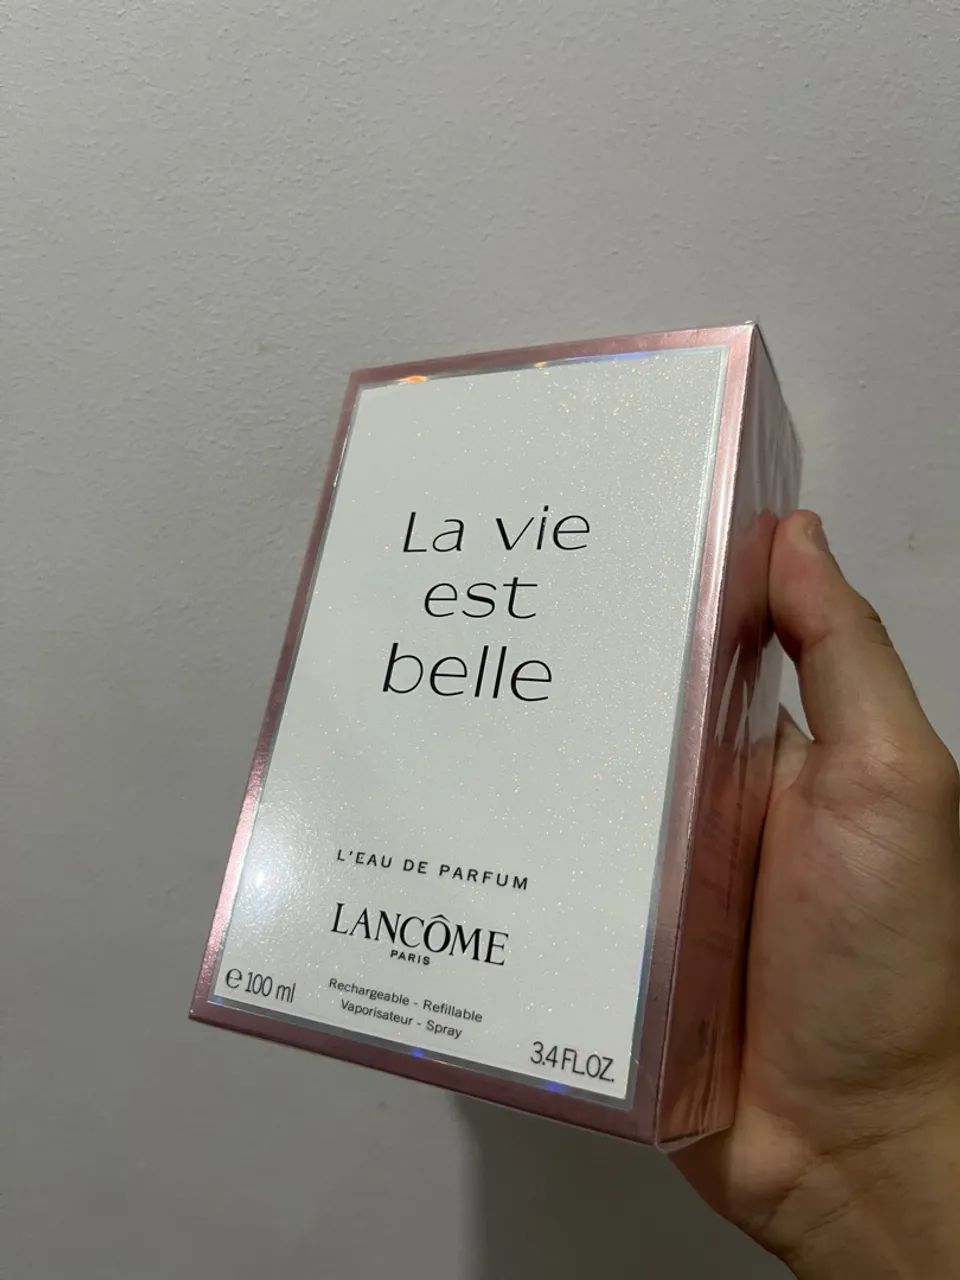 La vie
est
belle
L'EAU DE PARFUM
LANCÔME
PARIS
℮ 100 ml
Rechargeable - Refillable
Vaporisateur - Spray
3.4 FL.OZ.